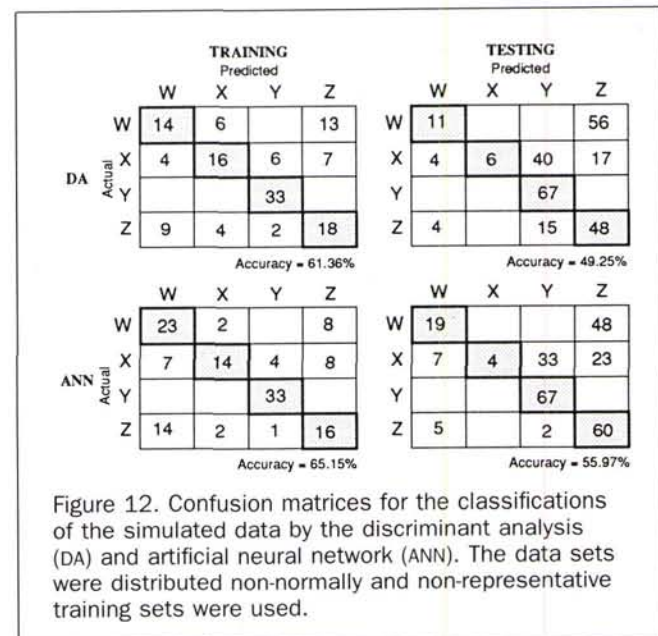 TRAINING TESTING
Predicted Predicted
W X Y Z W X Y Z
W 14 6 13 W 11 56
X 4 16 6 7 X 4 6 40 17
DA Actual
Y 33 Y 67
Z 9 4 2 18 Z 4 15 48
Accuracy = 61.36% Accuracy = 49.25%
W X Y Z W X Y Z
W 23 2 8 W 19 48
X 7 14 4 8 X 7 4 33 23
ANN Actual
Y 33 Y 67
Z 14 2 1 16 Z 5 2 60
Accuracy = 65.15% Accuracy = 55.97%
Figure 12. Confusion matrices for the classifications
of the simulated data by the discriminant analysis
(DA) and artificial neural network (ANN). The data sets
were distributed non-normally and non-representative
training sets were used.